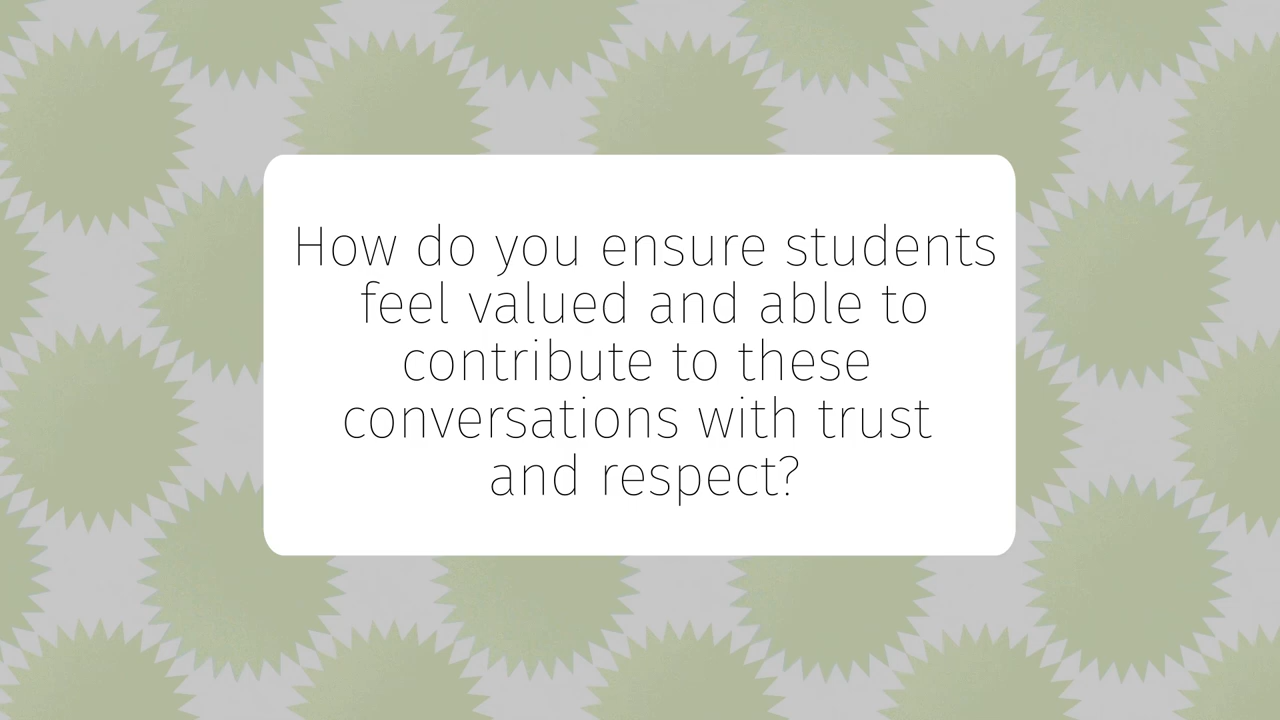 How do you ensure students
feel valued and able to
contribute to these
conversations with trust
and respect?